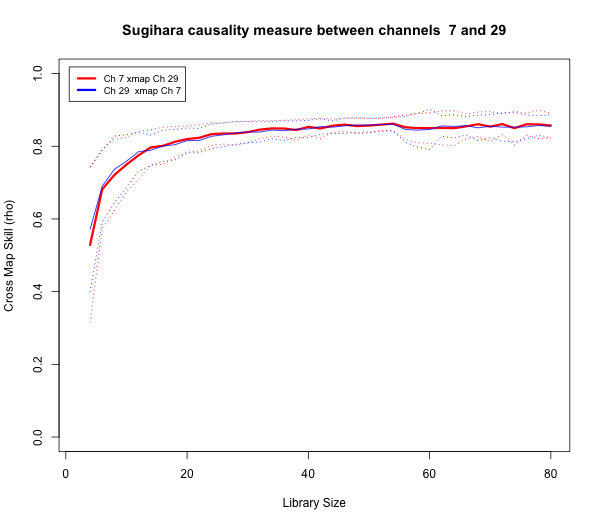 Sugihara causality measure between channels  7 and 29
Ch 7 xmap Ch 29
Ch 29  xmap Ch 7
Cross Map Skill (rho)
1.0
0.8
0.6
0.4
0.2
0.0
0 20 40 60 80
Library Size